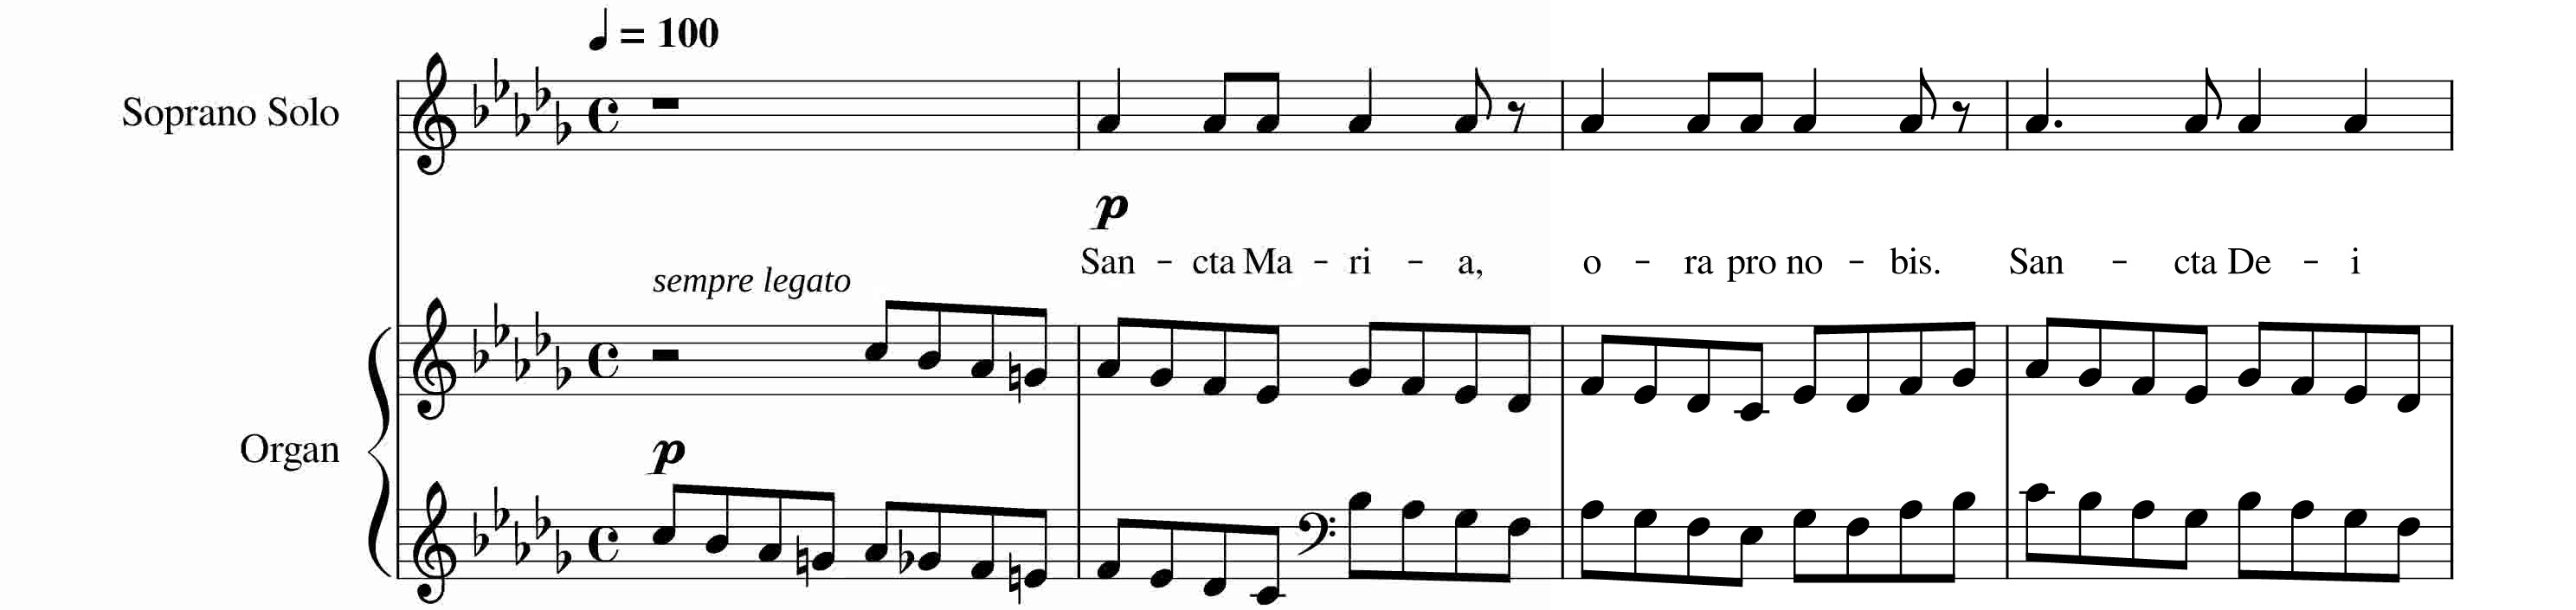 ♩ = 100
Soprano Solo
p
San - cta Ma - ri - a, o - ra pro no - bis. San - cta De - i
sempre legato
Organ
p